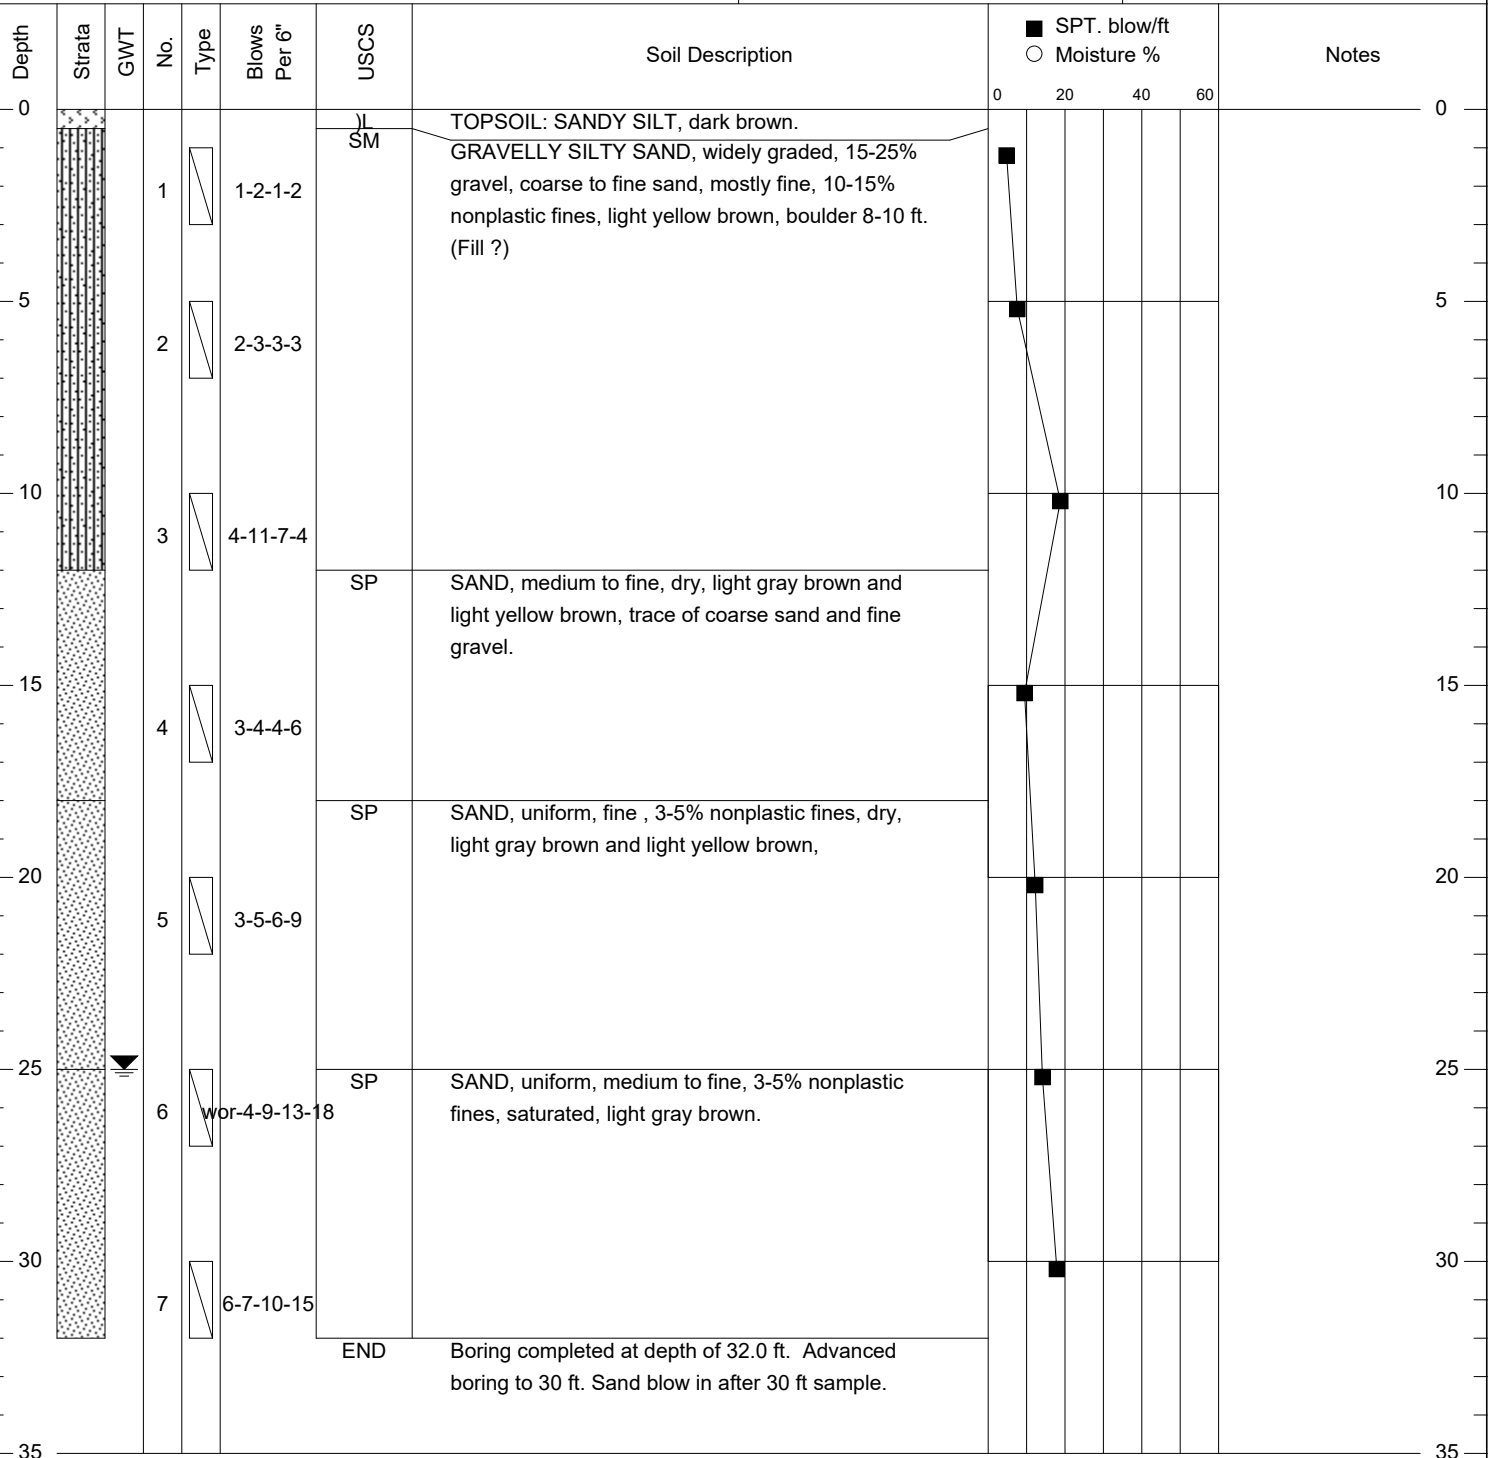 Depth
Strata
GWT
No.
Type
Blows
Per 6"
USCS
Soil Description
SPT. blow/ft
Moisture %
Notes
0 20 40 60
0 0
)L TOPSOIL: SANDY SILT, dark brown.
SM GRAVELLY SILTY SAND, widely graded, 15-25%
1 1-2-1-2 gravel, coarse to fine sand, mostly fine, 10-15%
nonplastic fines, light yellow brown, boulder 8-10 ft.
(Fill ?)
5 5
2 2-3-3-3
10 10
3 4-11-7-4
SP SAND, medium to fine, dry, light gray brown and
light yellow brown, trace of coarse sand and fine
gravel.
15 15
4 3-4-4-6
SP SAND, uniform, fine , 3-5% nonplastic fines, dry,
light gray brown and light yellow brown,
20 20
5 3-5-6-9
25 25
SP SAND, uniform, medium to fine, 3-5% nonplastic
6 wor-4-9-13-18 fines, saturated, light gray brown.
30 30
7 6-7-10-15
END Boring completed at depth of 32.0 ft. Advanced
boring to 30 ft. Sand blow in after 30 ft sample.
35 35